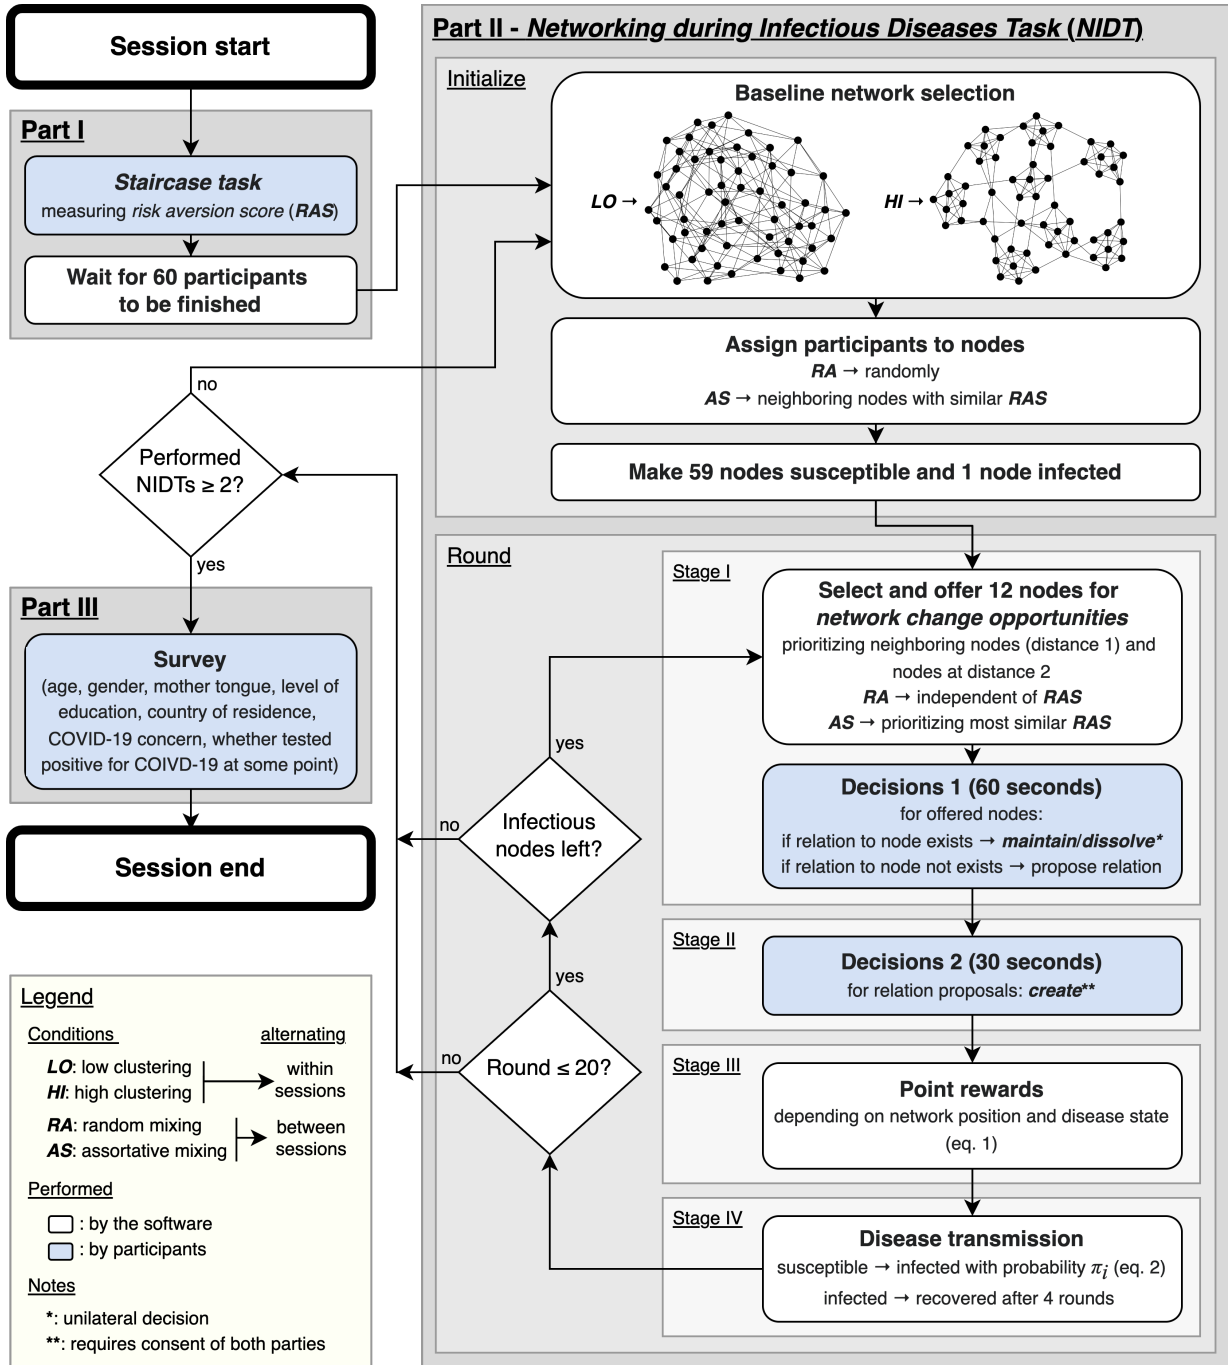 Session start
Part I
Staircase task
measuring risk aversion score (RAS)
Wait for 60 participants
to be finished
no
Performed
NIDTs ≥ 2?
yes
Part III
Survey
(age, gender, mother tongue, level of
education, country of residence,
COVID-19 concern, whether tested
positive for COIVD-19 at some point)
Session end
Legend
Conditions
alternating
LO: low clustering
HI: high clustering
within
sessions
RA: random mixing
AS: assortative mixing
between
sessions
Performed
: by the software
: by participants
Notes
*: unilateral decision
**: requires consent of both parties
Part II - Networking during Infectious Diseases Task (NIDT)
Initialize
Baseline network selection
LO →
HI →
Assign participants to nodes
RA → randomly
AS → neighboring nodes with similar RAS
Make 59 nodes susceptible and 1 node infected
Round
Stage I
Select and offer 12 nodes for
network change opportunities
prioritizing neighboring nodes (distance 1) and
nodes at distance 2
RA → independent of RAS
AS → prioritizing most similar RAS
Decisions 1 (60 seconds)
for offered nodes:
if relation to node exists → maintain/dissolve*
if relation to node not exists → propose relation
Stage II
Decisions 2 (30 seconds)
for relation proposals: create**
Stage III
Point rewards
depending on network position and disease state
(eq. 1)
Stage IV
Disease transmission
susceptible → infected with probability πi (eq. 2)
infected → recovered after 4 rounds
Round ≤ 20?
yes
no
Infectious
nodes left?
yes
no